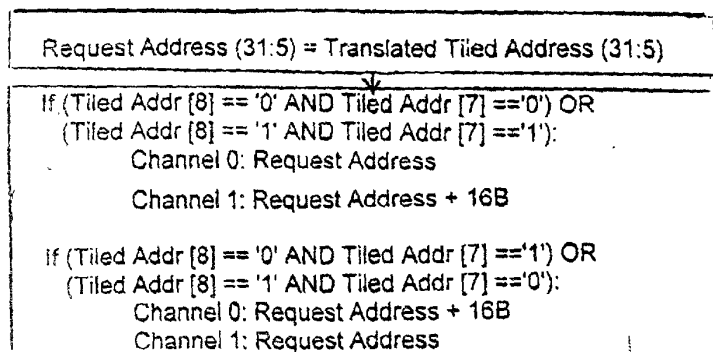 Request Address (31:5) = Translated Tiled Address (31:5)
If (Tiled Addr [8] == '0' AND Tiled Addr [7] =='0') OR
(Tiled Addr [8] == '1' AND Tiled Addr [7] =='1'):
Channel 0: Request Address
Channel 1: Request Address + 16B
If (Tiled Addr [8] == '0' AND Tiled Addr [7] =='1') OR
(Tiled Addr [8] == '1' AND Tiled Addr [7] =='0'):
Channel 0: Request Address + 16B
Channel 1: Request Address